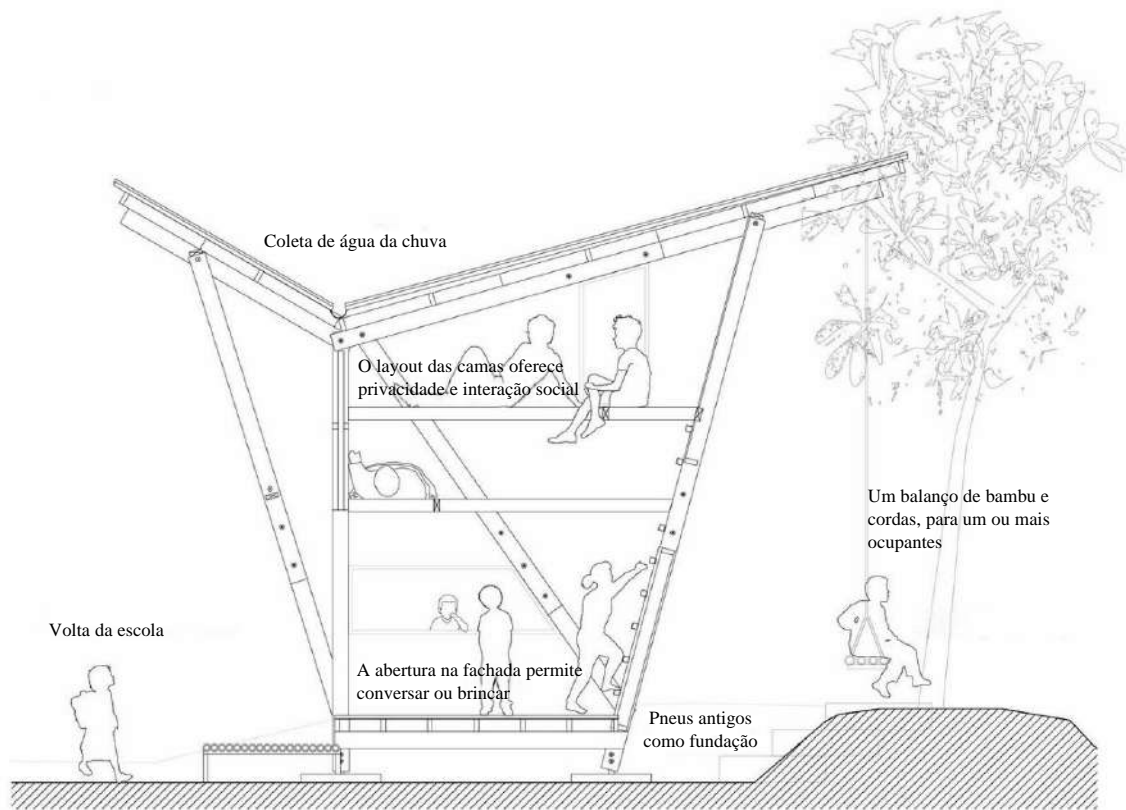 Coleta de água da chuva
O layout das camas oferece
privacidade e interação social
Um balanço de bambu e
cordas, para um ou mais
ocupantes
Volta da escola
A abertura na fachada permite
conversar ou brincar
Pneus antigos
como fundação